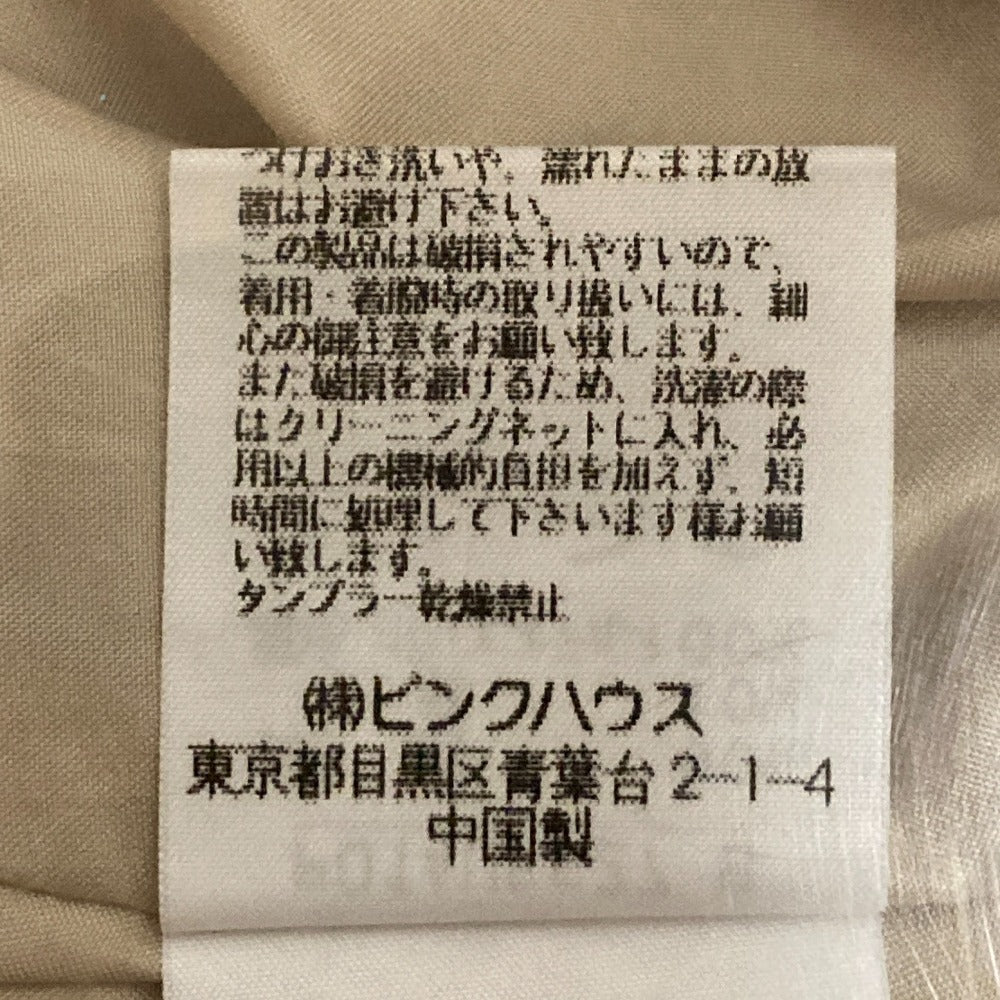 つけおき洗いや、濡れたままの放
置はお避け下さい。
この製品は破損されやすいので、
着用・着脱時の取り扱いには、細
心の御注意をお願い致します。
また破損を避けるため、洗濯の際
はクリーニングネットに入れ、必
用以上の機械的負担を加えず、短
時間に処理して下さいます様お願
い致します。
タンブラー乾燥禁止
㈱ピンクハウス
東京都目黒区青葉台2-1-4
中国製